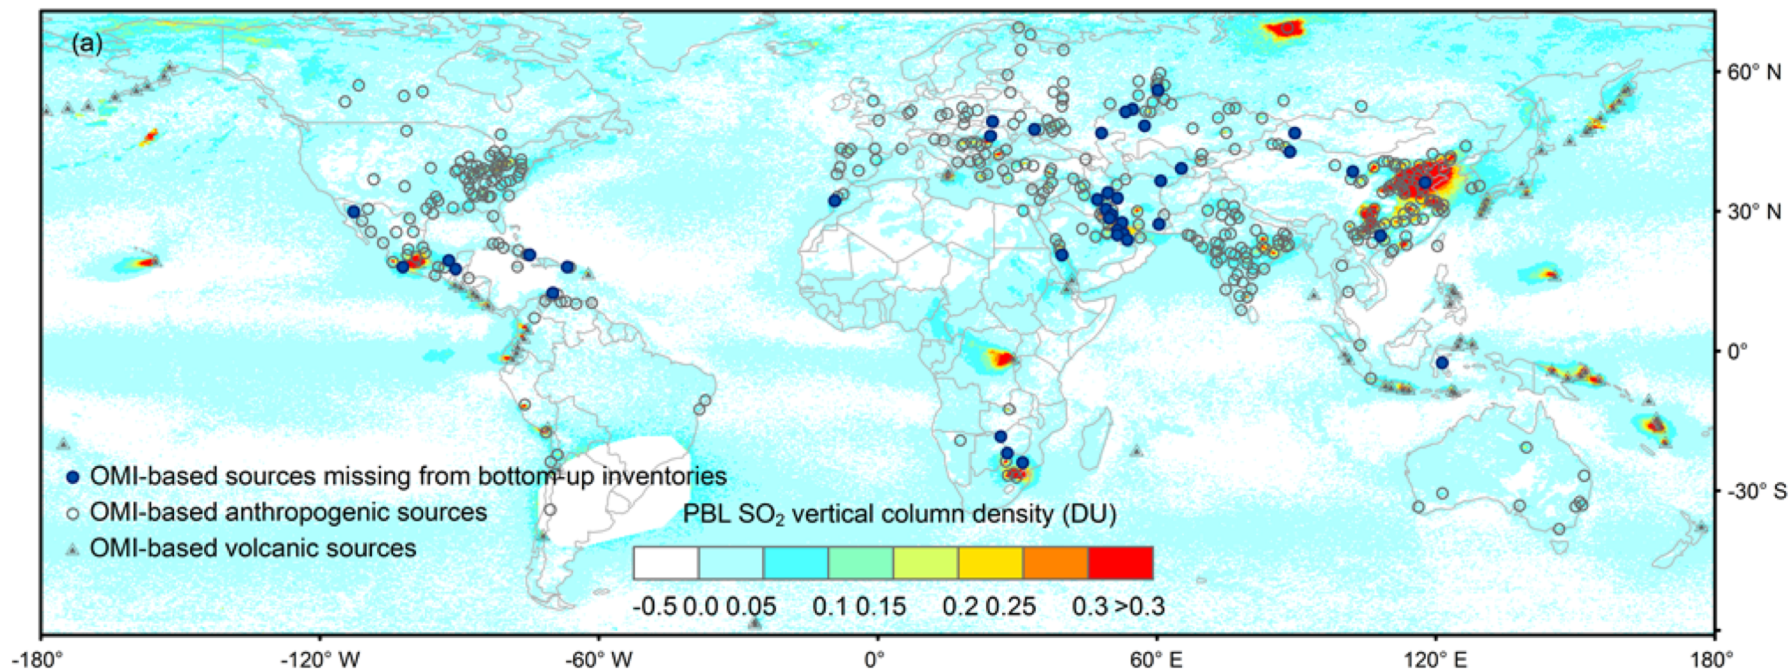 (a)
60° N
30° N
0°
-30° S
OMI-based sources missing from bottom-up inventories
OMI-based anthropogenic sources
OMI-based volcanic sources
PBL SO₂ vertical column density (DU)
-0.5 0.0 0.05 0.1 0.15 0.2 0.25 0.3 >0.3
-180° -120° W -60° W 0° 60° E 120° E 180°